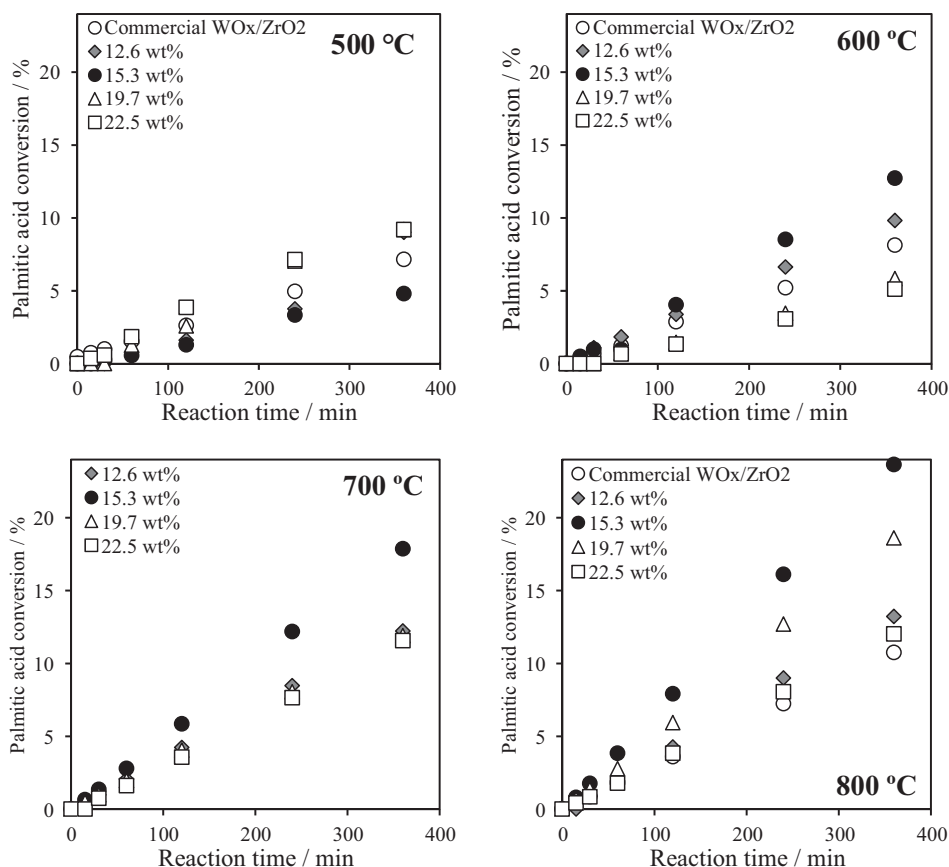 Commercial WOx/ZrO2
12.6 wt%
15.3 wt%
19.7 wt%
22.5 wt%
500 °C
Palmitic acid conversion / %
20
15
10
5
0
0 100 200 300 400
Reaction time / min
Commercial WOx/ZrO2
12.6 wt%
15.3 wt%
19.7 wt%
22.5 wt%
600 ºC
Palmitic acid conversion / %
20
15
10
5
0
0 100 200 300 400
Reaction time / min
12.6 wt%
15.3 wt%
19.7 wt%
22.5 wt%
700 ºC
Palmitic acid conversion / %
20
15
10
5
0
0 100 200 300 400
Reaction time / min
Commercial WOx/ZrO2
12.6 wt%
15.3 wt%
19.7 wt%
22.5 wt%
800 ºC
Palmitic acid conversion / %
20
15
10
5
0
0 100 200 300 400
Reaction time / min